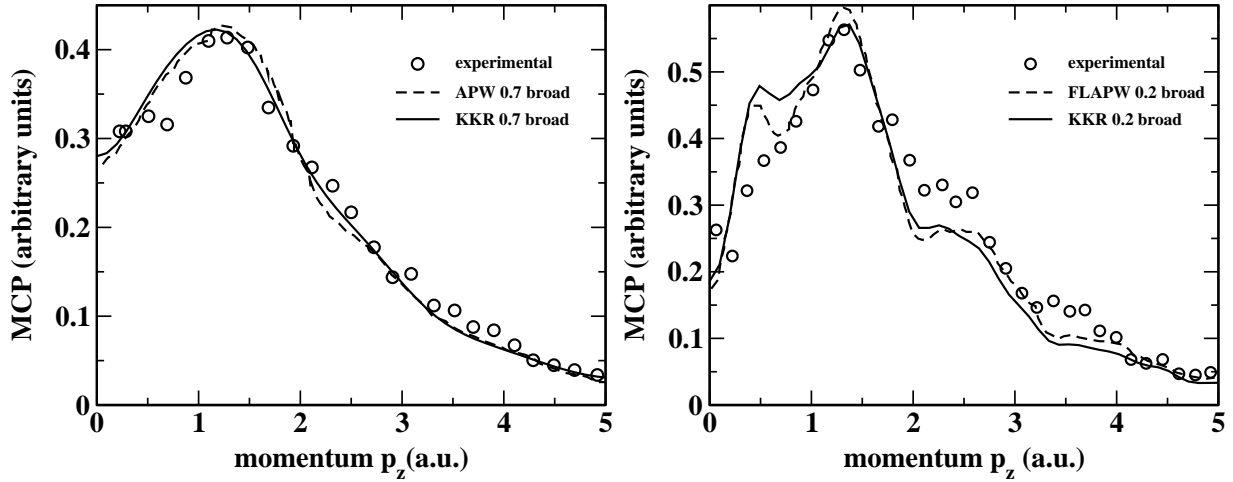 MCP (arbitrary units)
0.4
0.3
0.2
0.1
0
experimental
APW 0.7 broad
KKR 0.7 broad
0 1 2 3 4 5
momentum p_z(a.u.)
MCP (arbitrary units)
0.5
0.4
0.3
0.2
0.1
0
experimental
FLAPW 0.2 broad
KKR 0.2 broad
0 1 2 3 4 5
momentum p_z (a.u.)